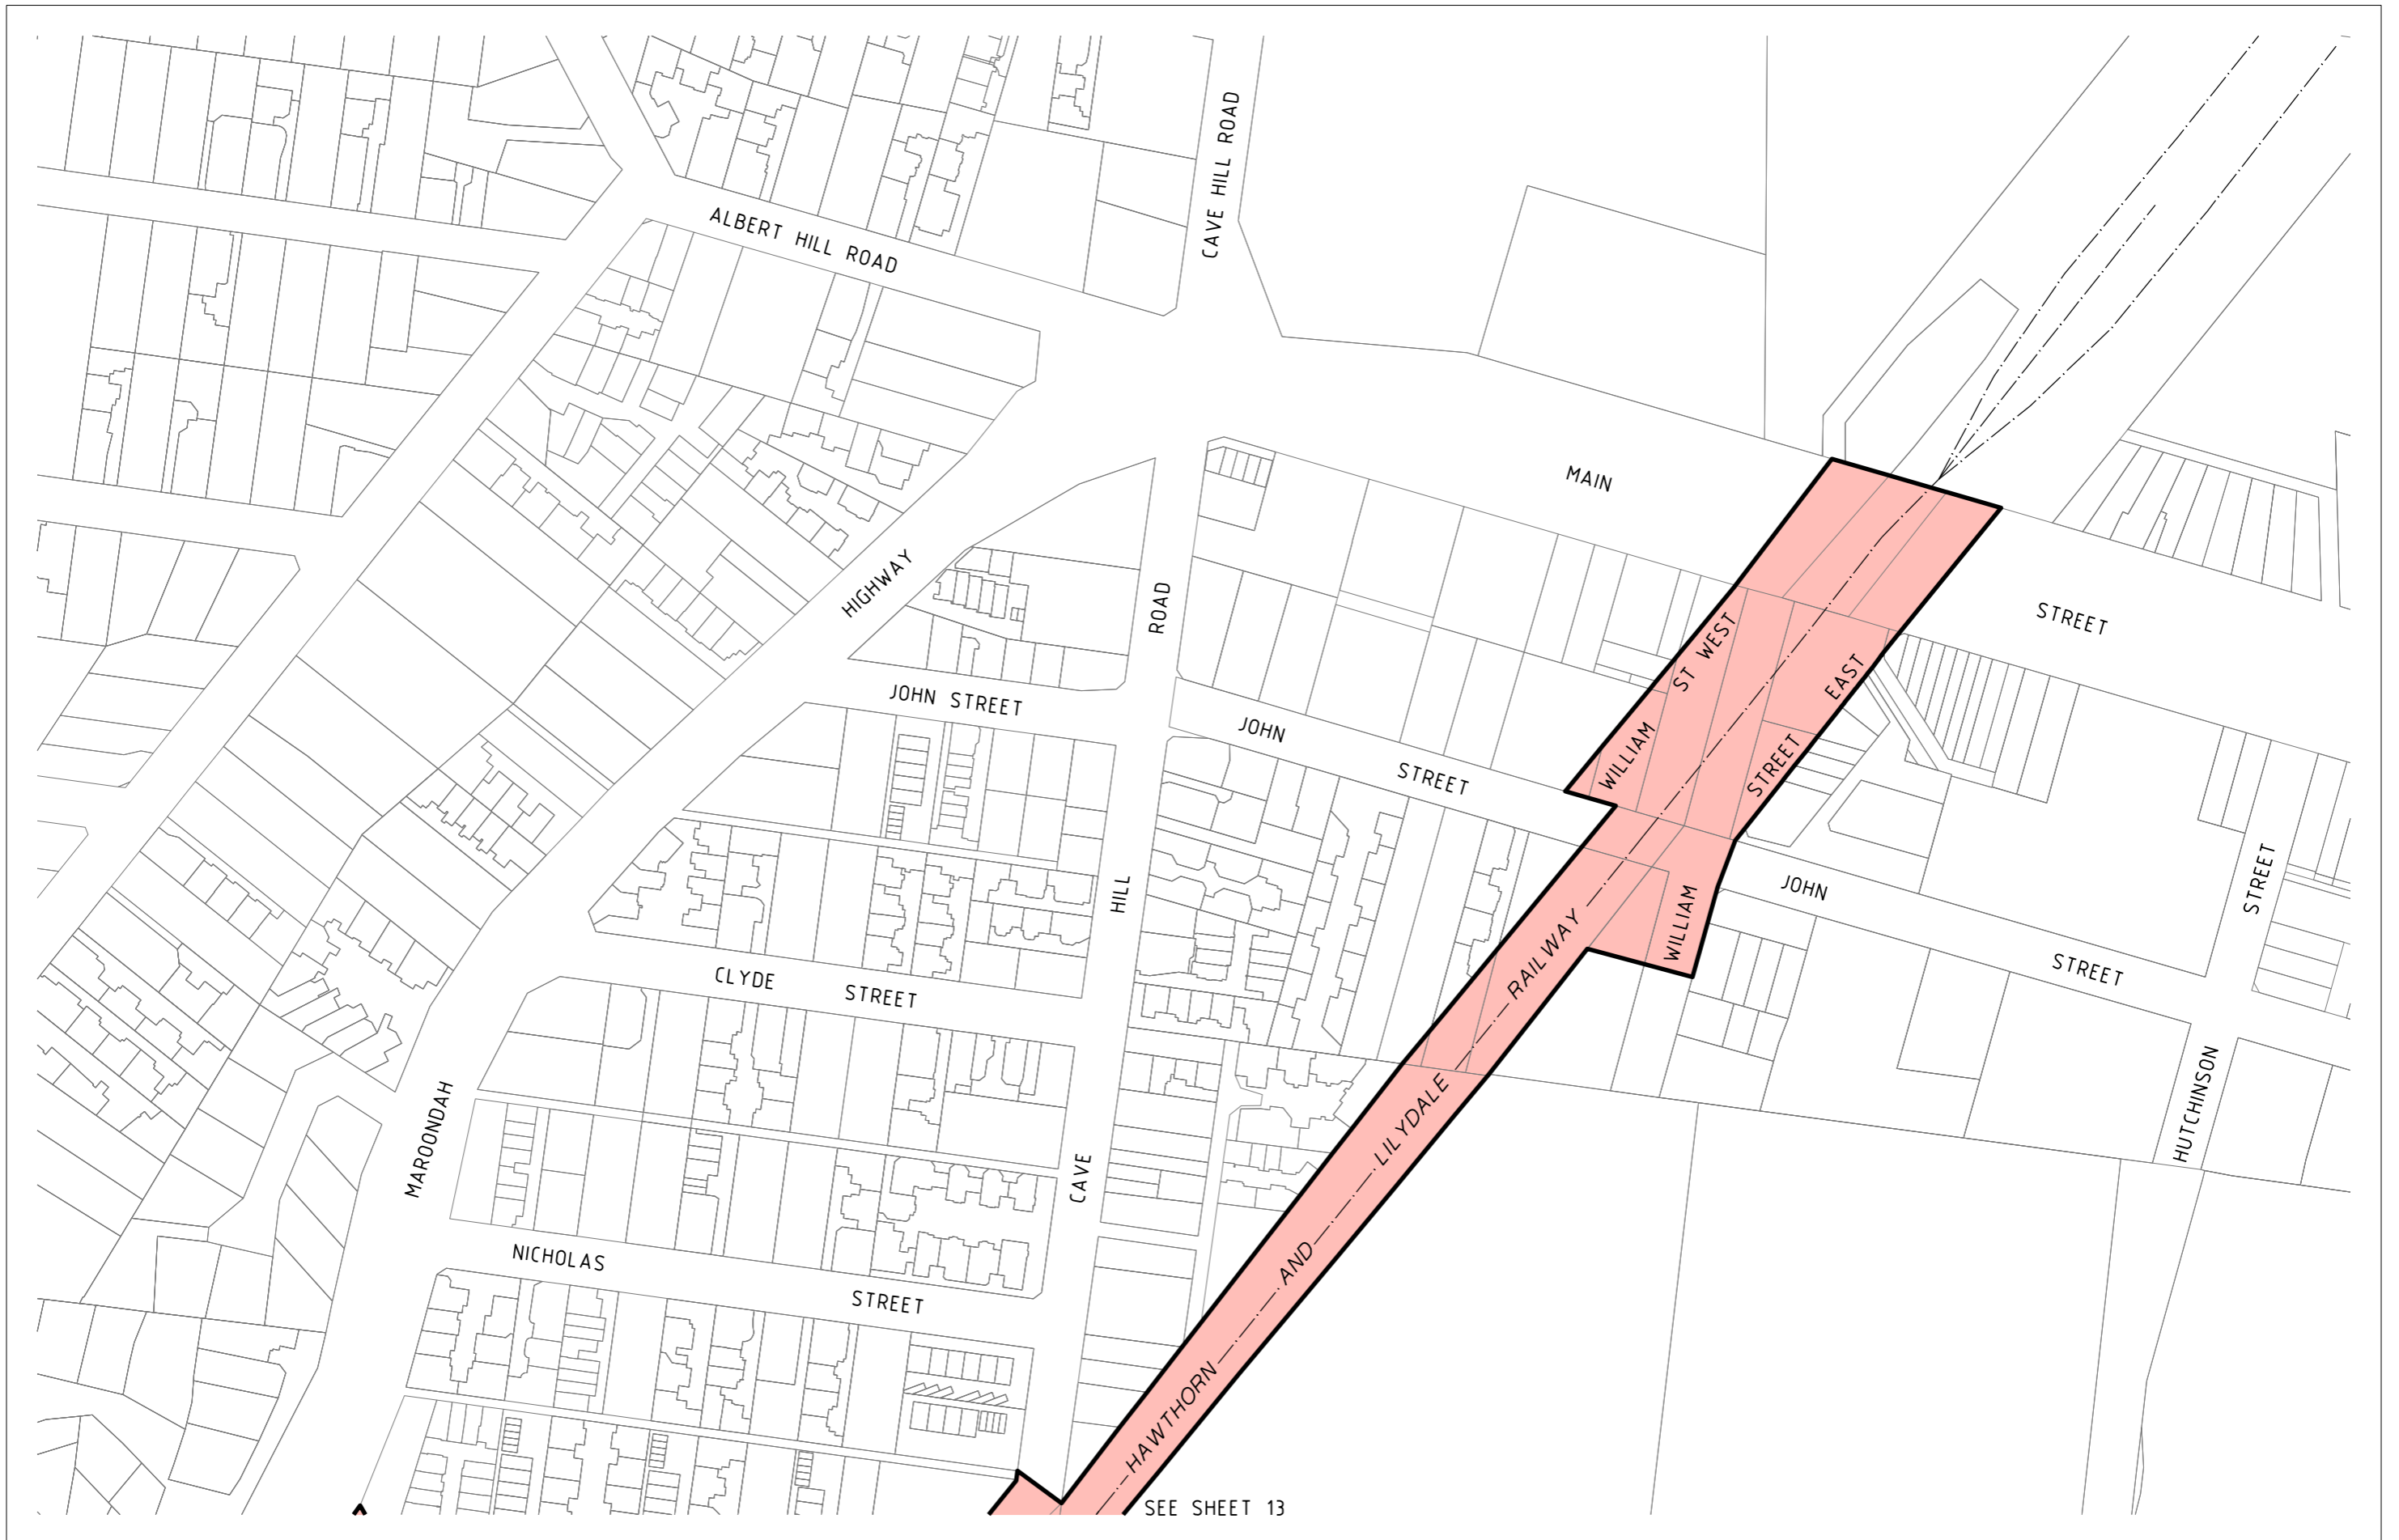 CAVE HILL ROAD
ALBERT HILL ROAD
MAIN
STREET
HIGHWAY
ROAD
JOHN STREET
JOHN
STREET
WILLIAM
ST WEST
STREET
EAST
WILLIAM
JOHN
STREET
STREET
HILL
CLYDE
STREET
RAILWAY
LILYDALE
AND
HAWTHORN
MAROONDAH
CAVE
HUTCHINSON
NICHOLAS
STREET
SEE SHEET 13